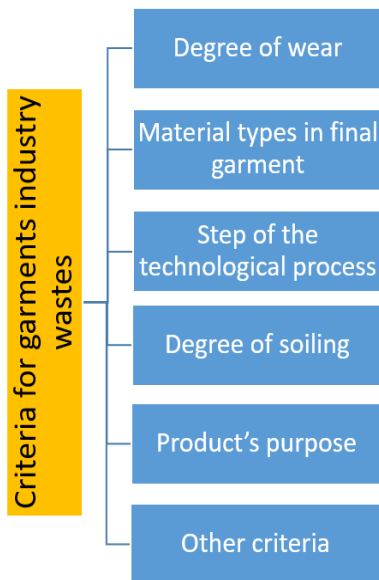 Criteria for garments industry
wastes
Degree of wear
Material types in final
garment
Step of the
technological process
Degree of soiling
Product’s purpose
Other criteria